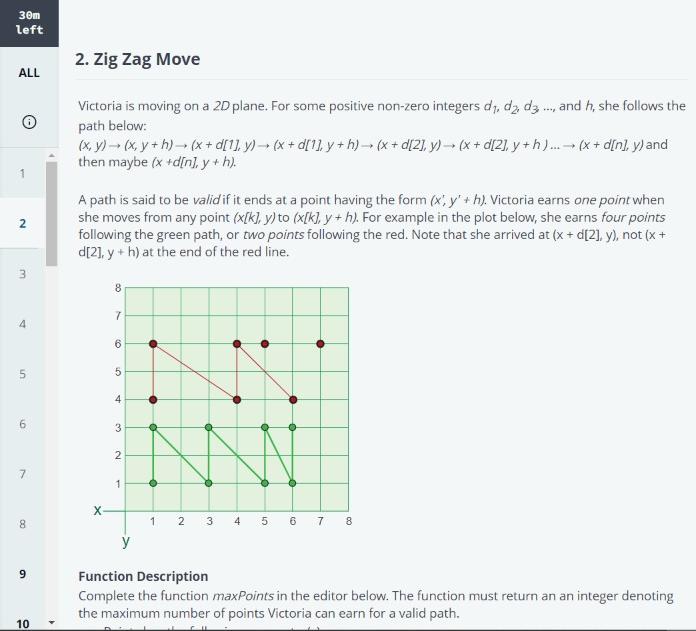 30m
left
ALL
1
2
3
4
5
6
7
8
9
10
2. Zig Zag Move
Victoria is moving on a 2D plane. For some positive non-zero integers d1, d2, d3, ..., and h, she follows the
path below:
(x, y) → (x, y + h) → (x + d[1], y) → (x + d[1], y + h) → (x + d[2], y) → (x + d[2], y + h ) ... → (x + d[n], y) and
then maybe (x +d[n], y + h).
A path is said to be valid if it ends at a point having the form (x', y' + h). Victoria earns one point when
she moves from any point (x[k], y) to (x[k], y + h). For example in the plot below, she earns four points
following the green path, or two points following the red. Note that she arrived at (x + d[2], y), not (x +
d[2], y + h) at the end of the red line.
8
7
6
5
4
3
2
1
X
1 2 3 4 5 6 7 8
y
Function Description
Complete the function maxPoints in the editor below. The function must return an an integer denoting
the maximum number of points Victoria can earn for a valid path.